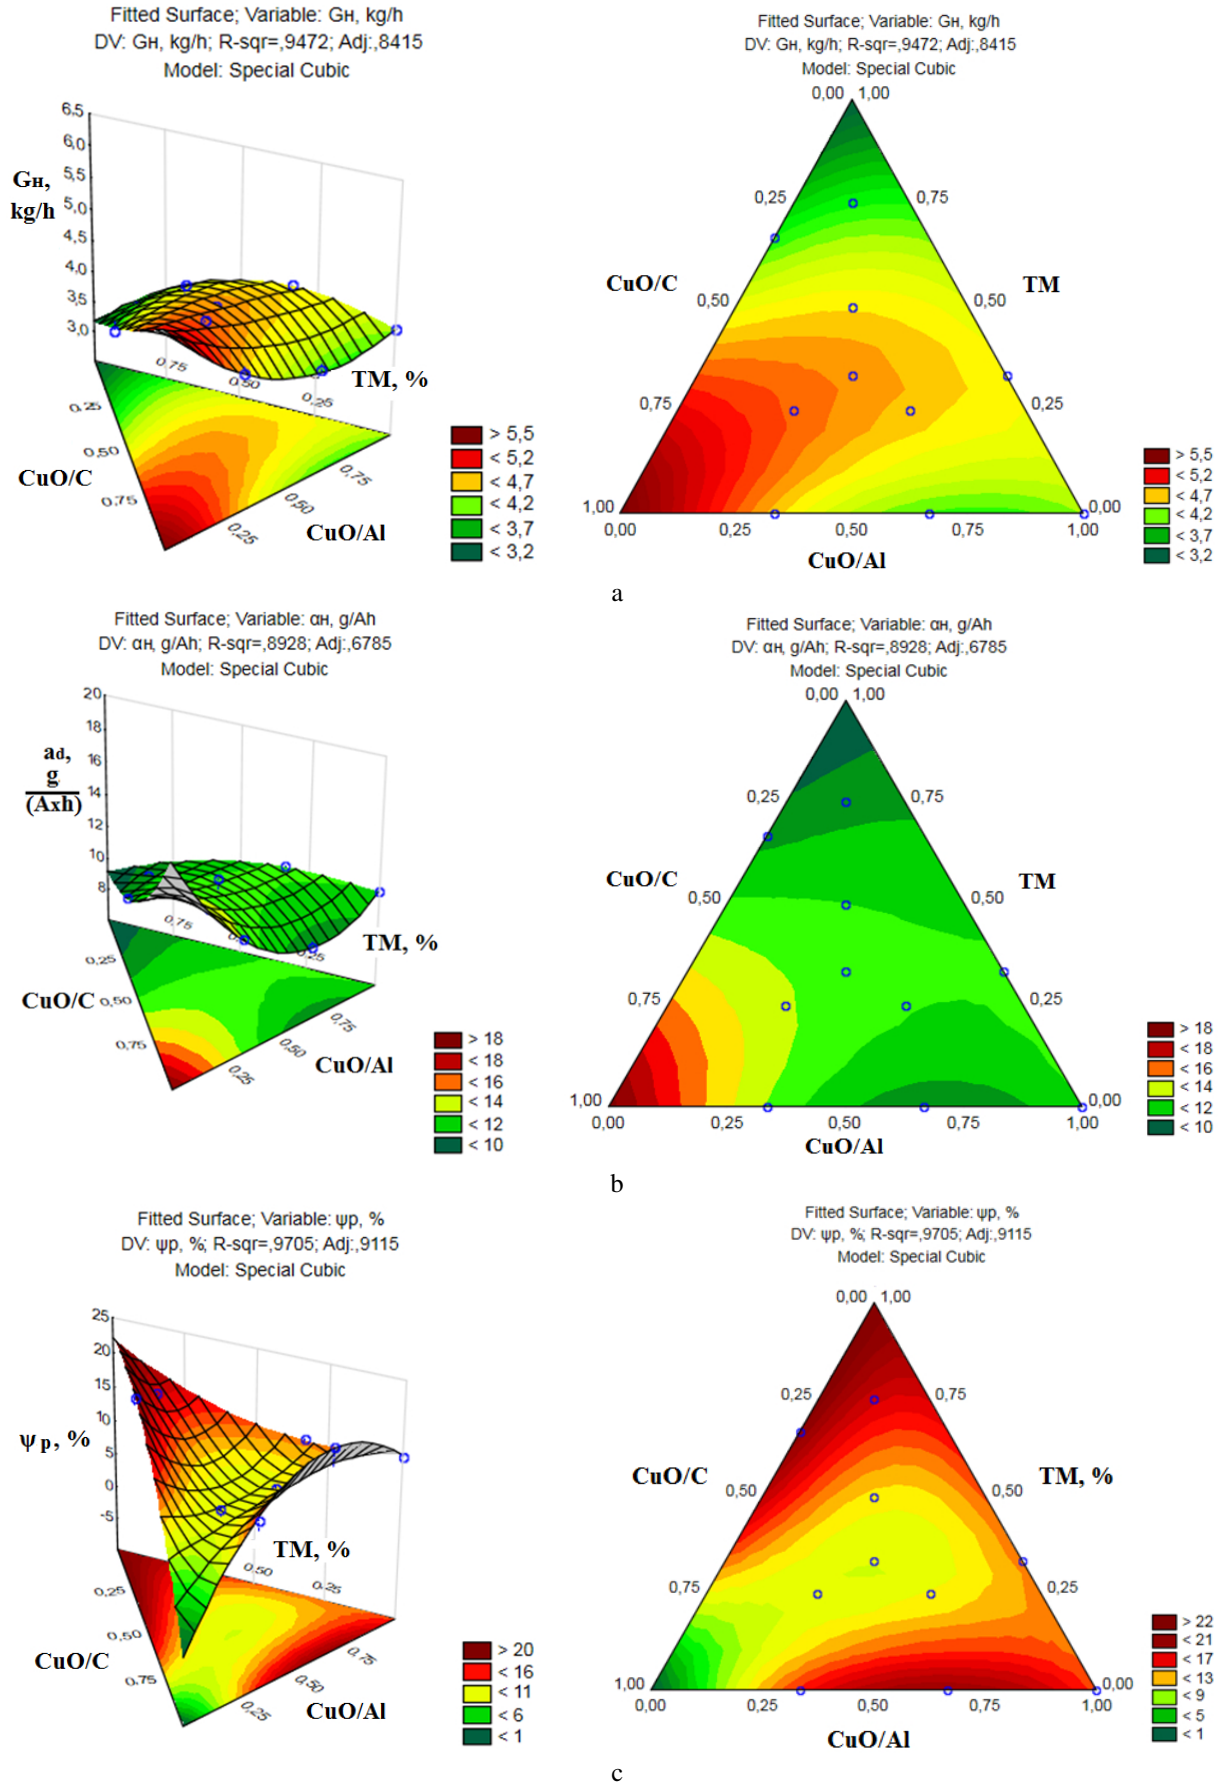 Fitted Surface; Variable: Gн, kg/h
DV: Gн, kg/h; R-sqr=,9472; Adj:,8415
Model: Special Cubic
6,5
6,0
5,5
5,0
4,5
4,0
3,5
3,0
Gн,
kg/h
0,75
0,50
0,25
TM, %
0,25
0,50
0,75
CuO/C
0,25
0,50
0,75
CuO/Al
> 5,5
< 5,2
< 4,7
< 4,2
< 3,7
< 3,2
Fitted Surface; Variable: Gн, kg/h
DV: Gн, kg/h; R-sqr=,9472; Adj:,8415
Model: Special Cubic
0,00 1,00
0,25 0,75
CuO/C TM
0,50 0,50
0,75 0,25
1,00 0,00
0,00 0,25 0,50 0,75 1,00
CuO/Al
> 5,5
< 5,2
< 4,7
< 4,2
< 3,7
< 3,2
a
Fitted Surface; Variable: αн, g/Ah
DV: αн, g/Ah; R-sqr=,8928; Adj:,6785
Model: Special Cubic
20
18
16
14
12
10
8
ad,
g
(Axh)
0,75
0,25
TM, %
0,25
0,50
0,75
CuO/C
0,25
0,50
0,75
CuO/Al
> 18
< 18
< 16
< 14
< 12
< 10
Fitted Surface; Variable: αн, g/Ah
DV: αн, g/Ah; R-sqr=,8928; Adj:,6785
Model: Special Cubic
0,00 1,00
0,25 0,75
CuO/C TM
0,50 0,50
0,75 0,25
1,00 0,00
0,00 0,25 0,50 0,75 1,00
CuO/Al
> 18
< 18
< 16
< 14
< 12
< 10
b
Fitted Surface; Variable: ψp, %
DV: ψp, %; R-sqr=,9705; Adj:,9115
Model: Special Cubic
25
20
15
10
5
0
-5
ψp, %
TM, %
0,50
0,25
0,25
0,50
0,75
CuO/C
0,25
0,50
0,75
CuO/Al
> 20
< 16
< 11
< 6
< 1
Fitted Surface; Variable: ψp, %
DV: ψp, %; R-sqr=,9705; Adj:,9115
Model: Special Cubic
0,00 1,00
0,25 0,75
CuO/C TM, %
0,50 0,50
0,75 0,25
1,00 0,00
0,00 0,25 0,50 0,75 1,00
CuO/Al
> 22
< 21
< 17
< 13
< 9
< 5
< 1
c